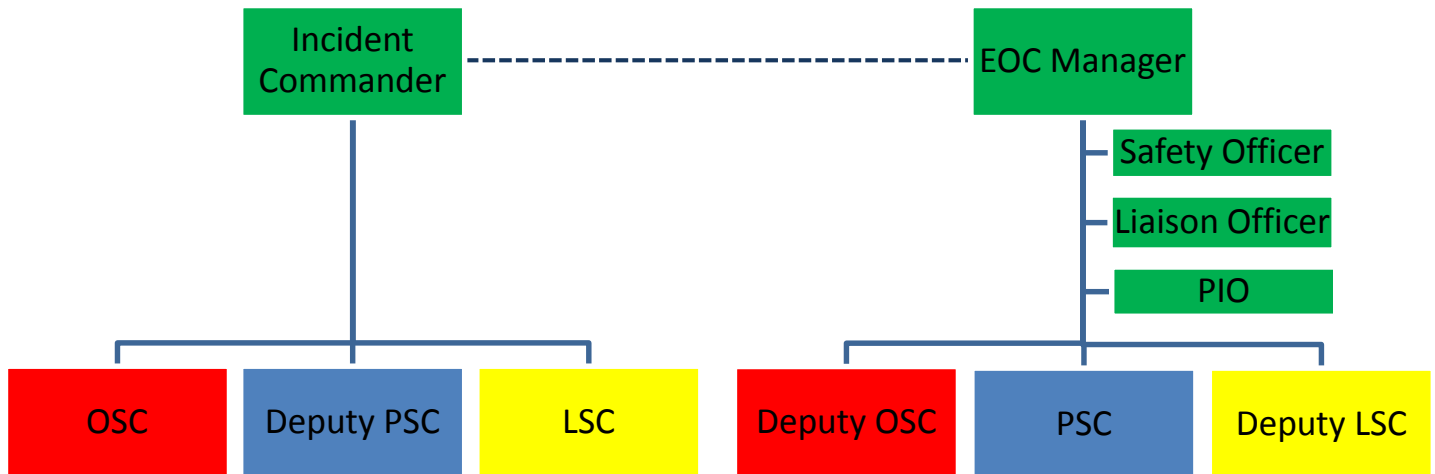 Incident
Commander
EOC Manager
Safety Officer
Liaison Officer
PIO
OSC
Deputy PSC
LSC
Deputy OSC
PSC
Deputy LSC